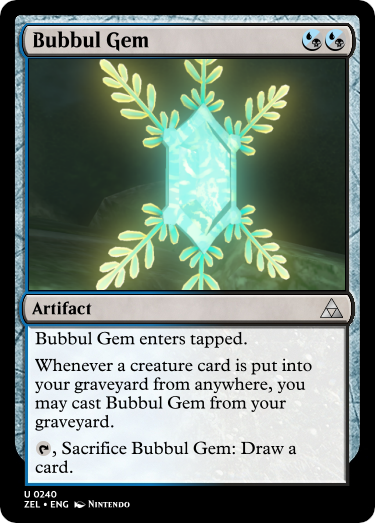 Bubbul Gem
Artifact
Bubbul Gem enters tapped.
Whenever a creature card is put into
your graveyard from anywhere, you
may cast Bubbul Gem from your
graveyard.
, Sacrifice Bubbul Gem: Draw a
card.
U 0240
ZEL • ENG Nintendo